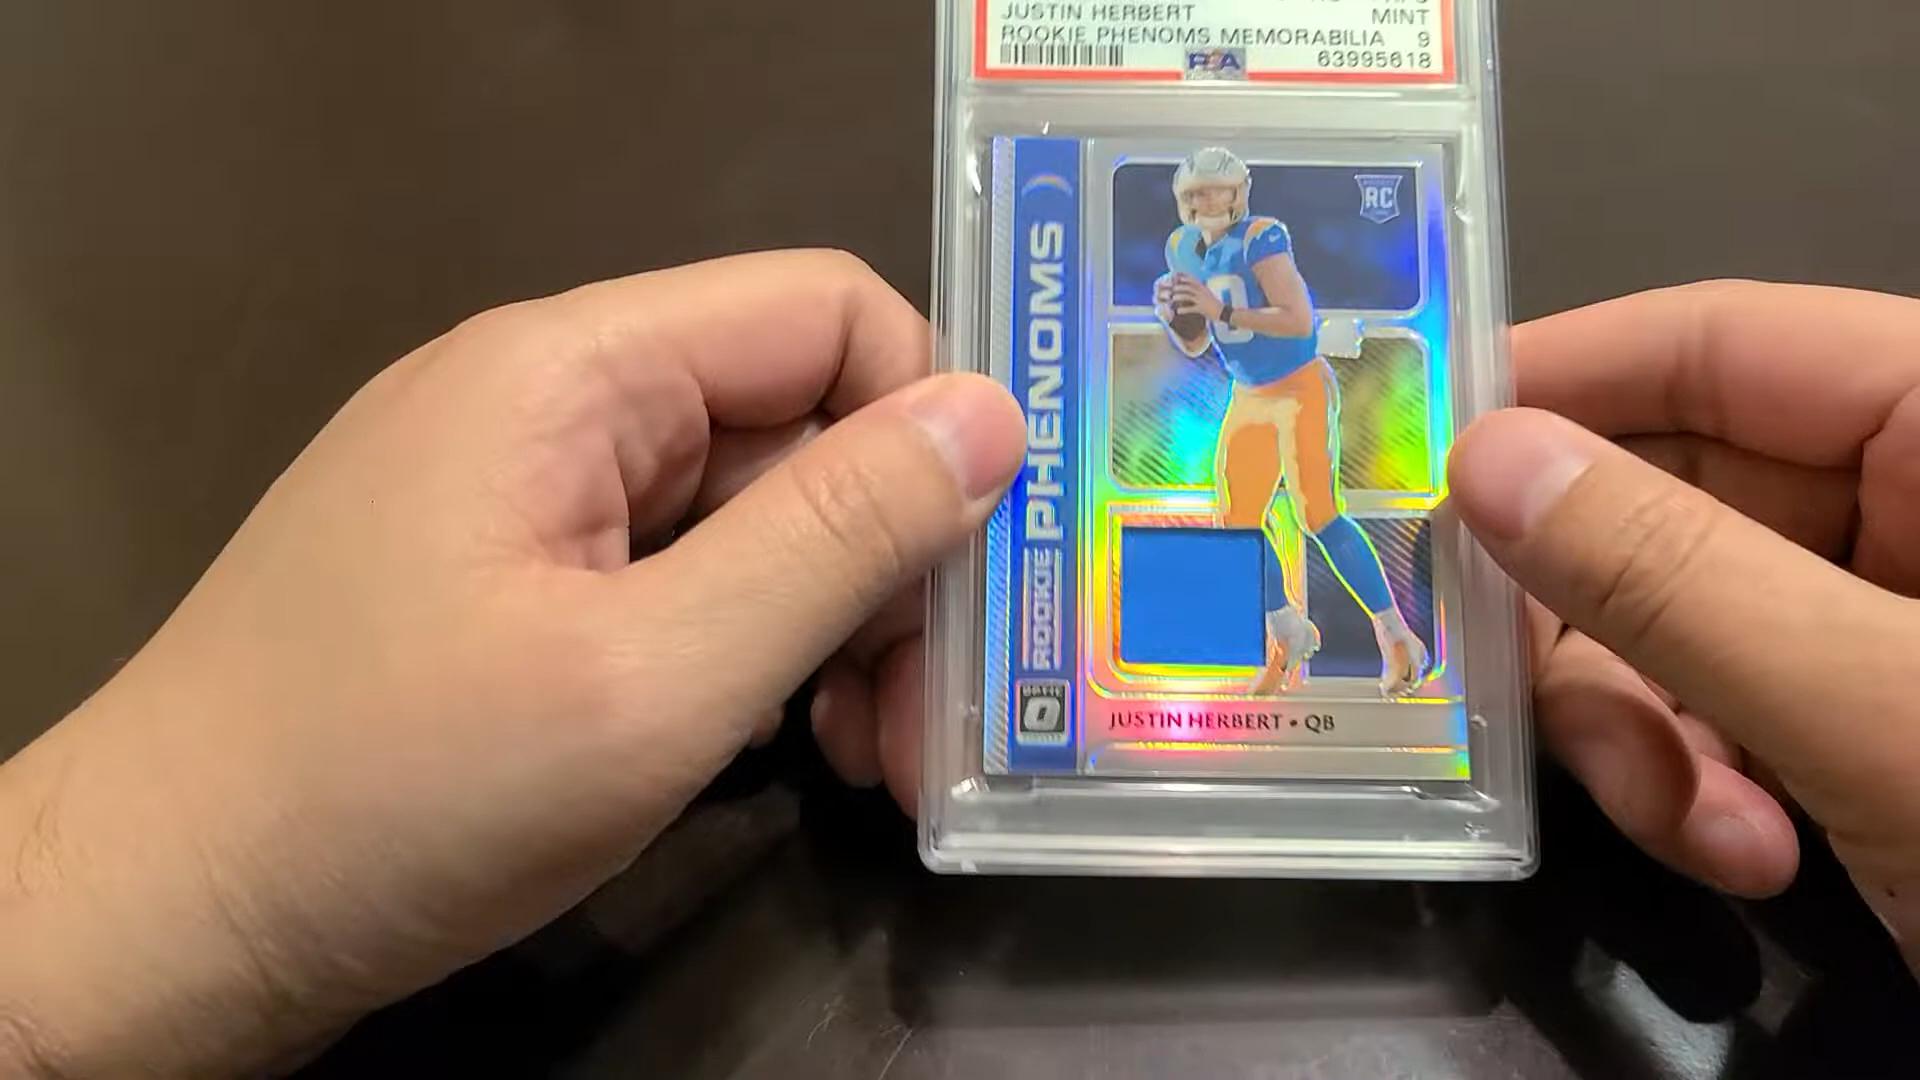 JUSTIN HERBERT MINT
ROOKIE PHENOMS MEMORABILIA 9
PSA 63995618
RC
ROOKIE PHENOMS
JUSTIN HERBERT • QB